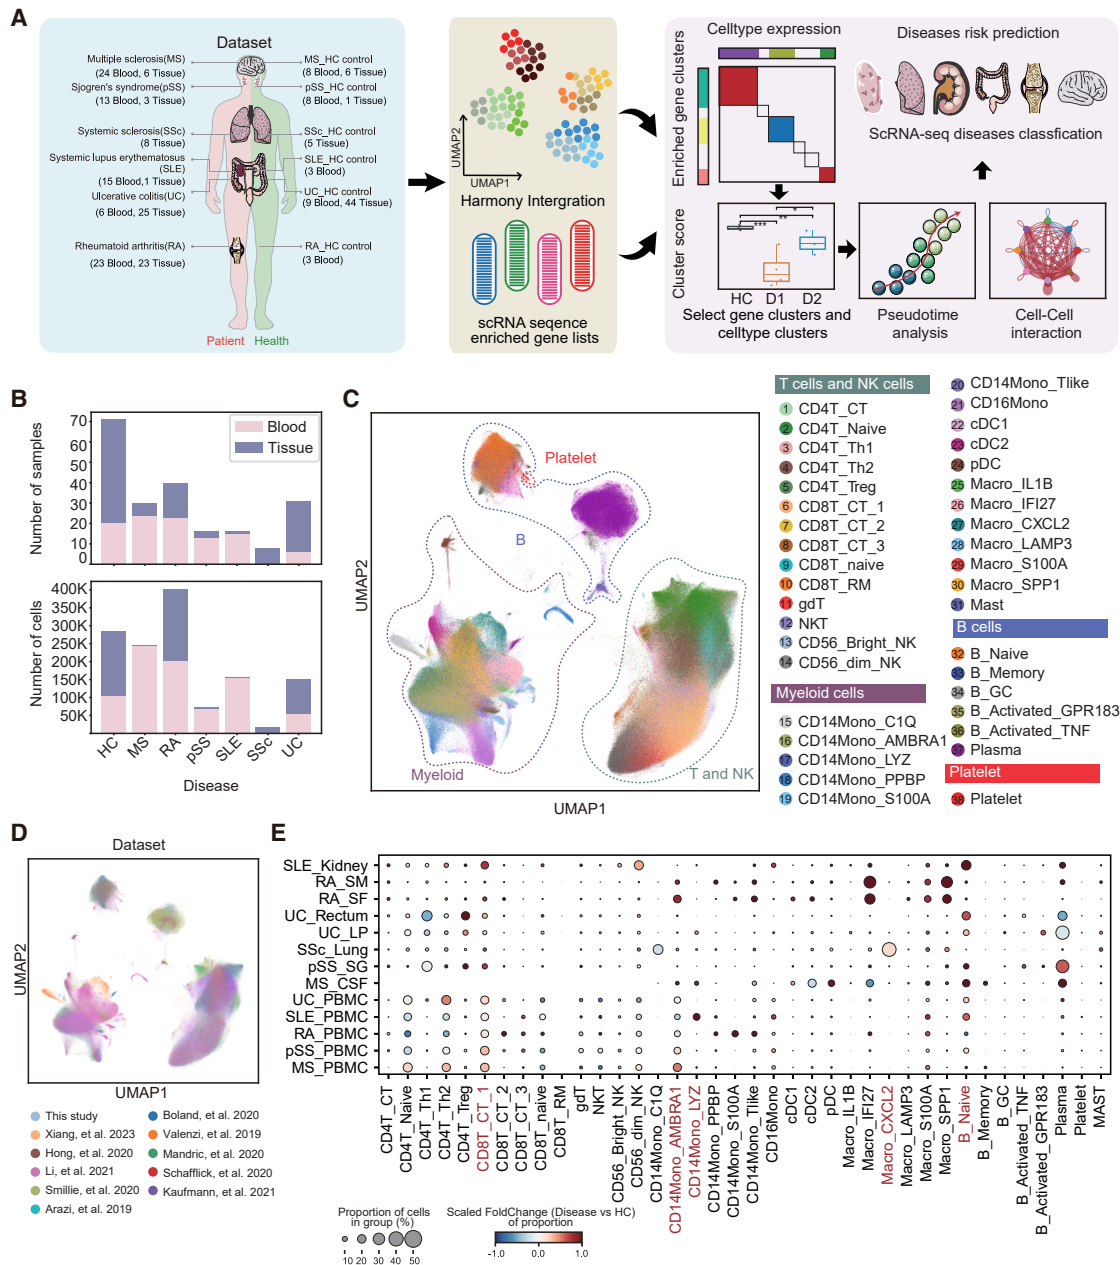 A
Dataset
Multiple sclerosis(MS)
(24 Blood, 6 Tissue)
Sjogren's syndrome(pSS)
(13 Blood, 3 Tissue)
Systemic sclerosis(SSc)
(8 Tissue)
Systemic lupus erythematosus
(SLE)
(15 Blood,1 Tissue)
Ulcerative colitis(UC)
(6 Blood, 25 Tissue)
Rheumatoid arthritis(RA)
(23 Blood, 23 Tissue)
MS_HC control
(8 Blood, 6 Tissue)
pSS_HC control
(8 Blood, 1 Tissue)
SSc_HC control
(5 Tissue)
SLE_HC control
(3 Blood)
UC_HC control
(9 Blood, 44 Tissue)
RA_HC control
(3 Blood)
Patient Health
UMAP2
UMAP1
Harmony Intergration
scRNA seqence
enriched gene lists
Celltype expression
Enriched gene clusters
Cluster score
*
**
***
HC D1 D2
Select gene clusters and
celltype clusters
Diseases risk prediction
ScRNA-seq diseases classfication
Pseudotime
analysis
Cell-Cell
interaction
B
Number of samples
70
60
50
40
30
20
10
0
Blood
Tissue
Number of cells
400K
350K
300K
250K
200K
150K
100K
50K
HC MS RA pSS SLE SSc UC
Disease
C
UMAP2
UMAP1
Platelet
B
Myeloid
T and NK
T cells and NK cells
1 CD4T_CT
2 CD4T_Naive
3 CD4T_Th1
4 CD4T_Th2
5 CD4T_Treg
6 CD8T_CT_1
7 CD8T_CT_2
8 CD8T_CT_3
9 CD8T_naive
10 CD8T_RM
11 gdT
12 NKT
13 CD56_Bright_NK
14 CD56_dim_NK
Myeloid cells
15 CD14Mono_C1Q
16 CD14Mono_AMBRA1
17 CD14Mono_LYZ
18 CD14Mono_PPBP
19 CD14Mono_S100A
20 CD14Mono_Tlike
21 CD16Mono
22 cDC1
23 cDC2
24 pDC
25 Macro_IL1B
26 Macro_IFI27
27 Macro_CXCL2
28 Macro_LAMP3
29 Macro_S100A
30 Macro_SPP1
31 Mast
B cells
32 B_Naive
33 B_Memory
34 B_GC
35 B_Activated_GPR183
36 B_Activated_TNF
37 Plasma
Platelet
38 Platelet
D
Dataset
UMAP2
UMAP1
This study
Xiang, et al. 2023
Hong, et al. 2020
Li, et al. 2021
Smillie, et al. 2020
Arazi, et al. 2019
Boland, et al. 2020
Valenzi, et al. 2019
Mandric, et al. 2020
Schafflick, et al. 2020
Kaufmann, et al. 2021
E
SLE_Kidney
RA_SM
RA_SF
UC_Rectum
UC_LP
SSc_Lung
pSS_SG
MS_CSF
UC_PBMC
SLE_PBMC
RA_PBMC
pSS_PBMC
MS_PBMC
CD4T_CT
CD4T_Naive
CD4T_Th1
CD4T_Th2
CD4T_Treg
CD8T_CT_1
CD8T_CT_2
CD8T_CT_3
CD8T_naive
CD8T_RM
gdT
NKT
CD56_Bright_NK
CD56_dim_NK
CD14Mono_C1Q
CD14Mono_AMBRA1
CD14Mono_LYZ
CD14Mono_PPBP
CD14Mono_S100A
CD14Mono_Tlike
CD16Mono
cDC1
cDC2
pDC
Macro_IL1B
Macro_IFI27
Macro_CXCL2
Macro_LAMP3
Macro_S100A
Macro_SPP1
B_Naive
B_Memory
B_GC
B_Activated_TNF
B_Activated_GPR183
Plasma
Platelet
MAST
Proportion of cells
in group (%)
10 20 30 40 50
Scaled FoldChange (Disease vs HC)
of proportion
-1.0 0.0 1.0